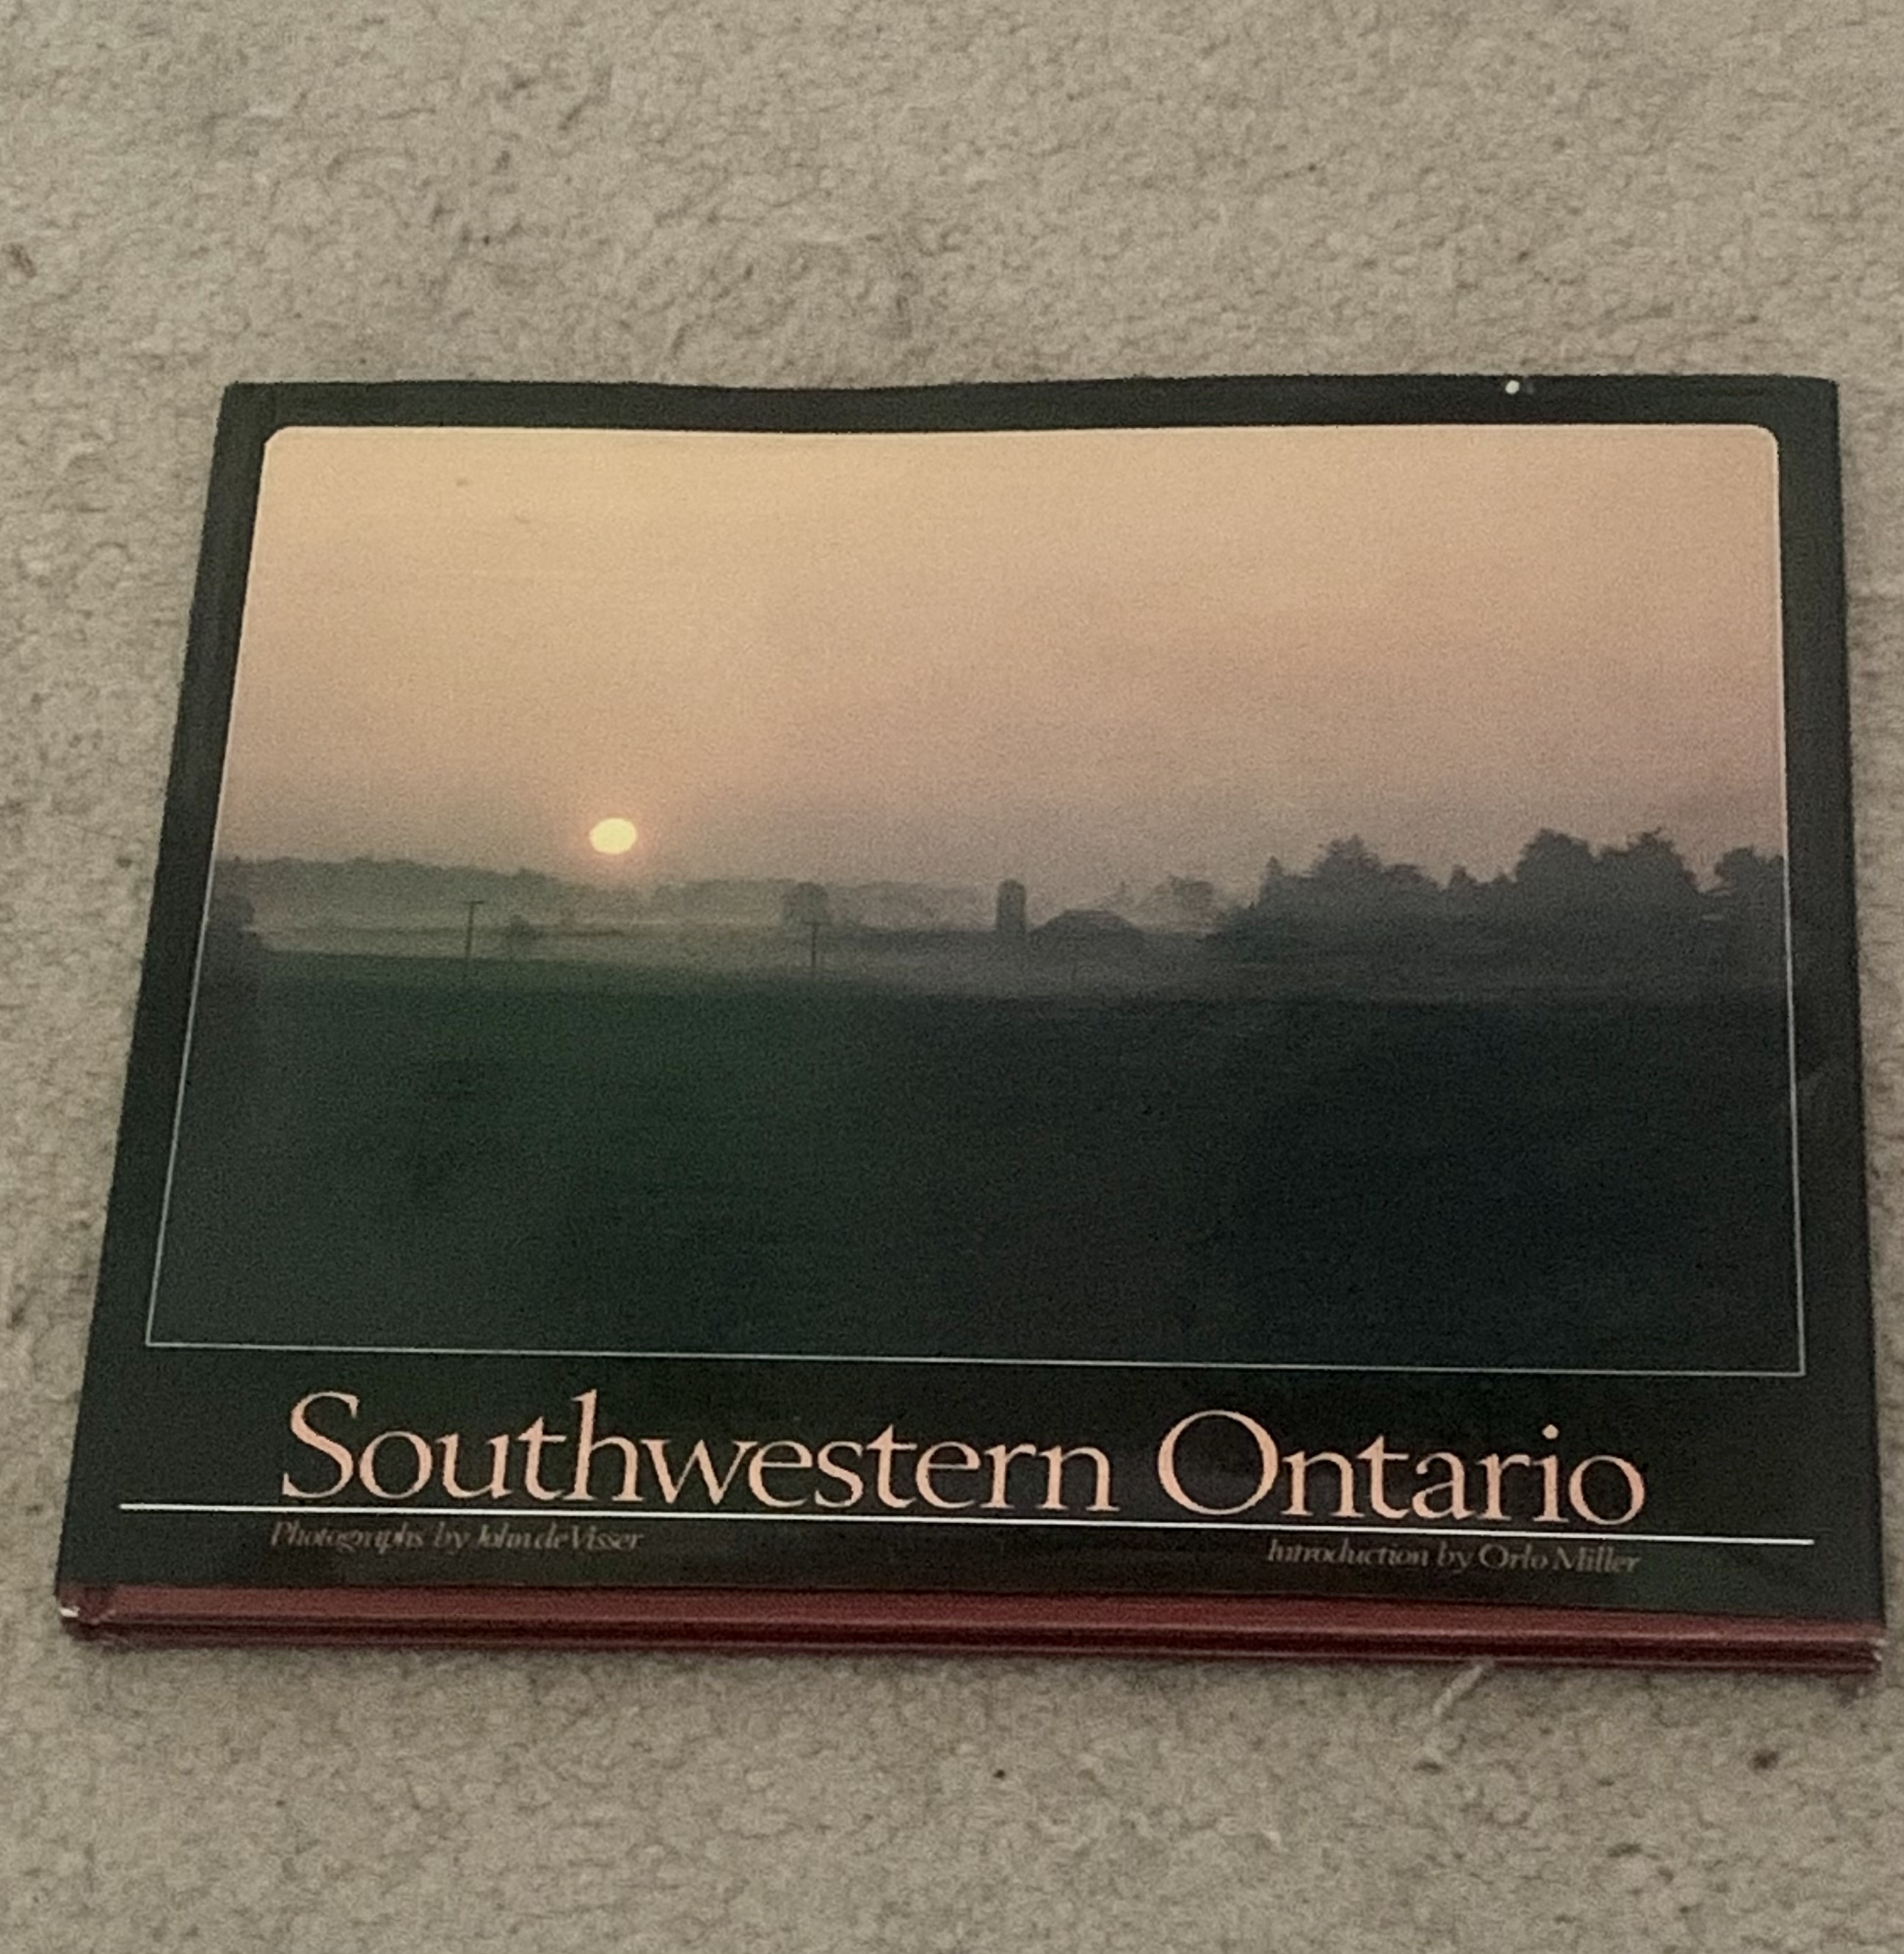 Southwestern Ontario
Photographs by John de Visser
Introduction by Orlo Miller